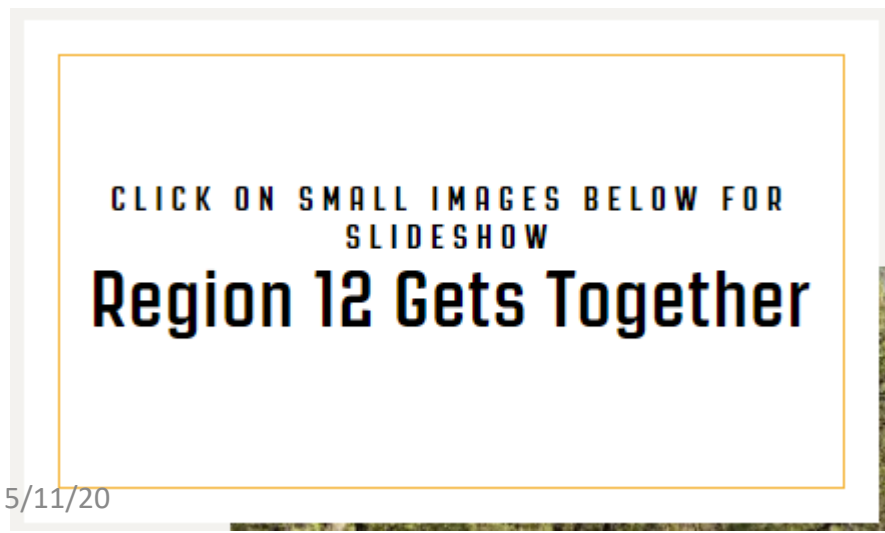 CLICK ON SMALL IMAGES BELOW FOR
SLIDESHOW
Region 12 Gets Together
5/11/20